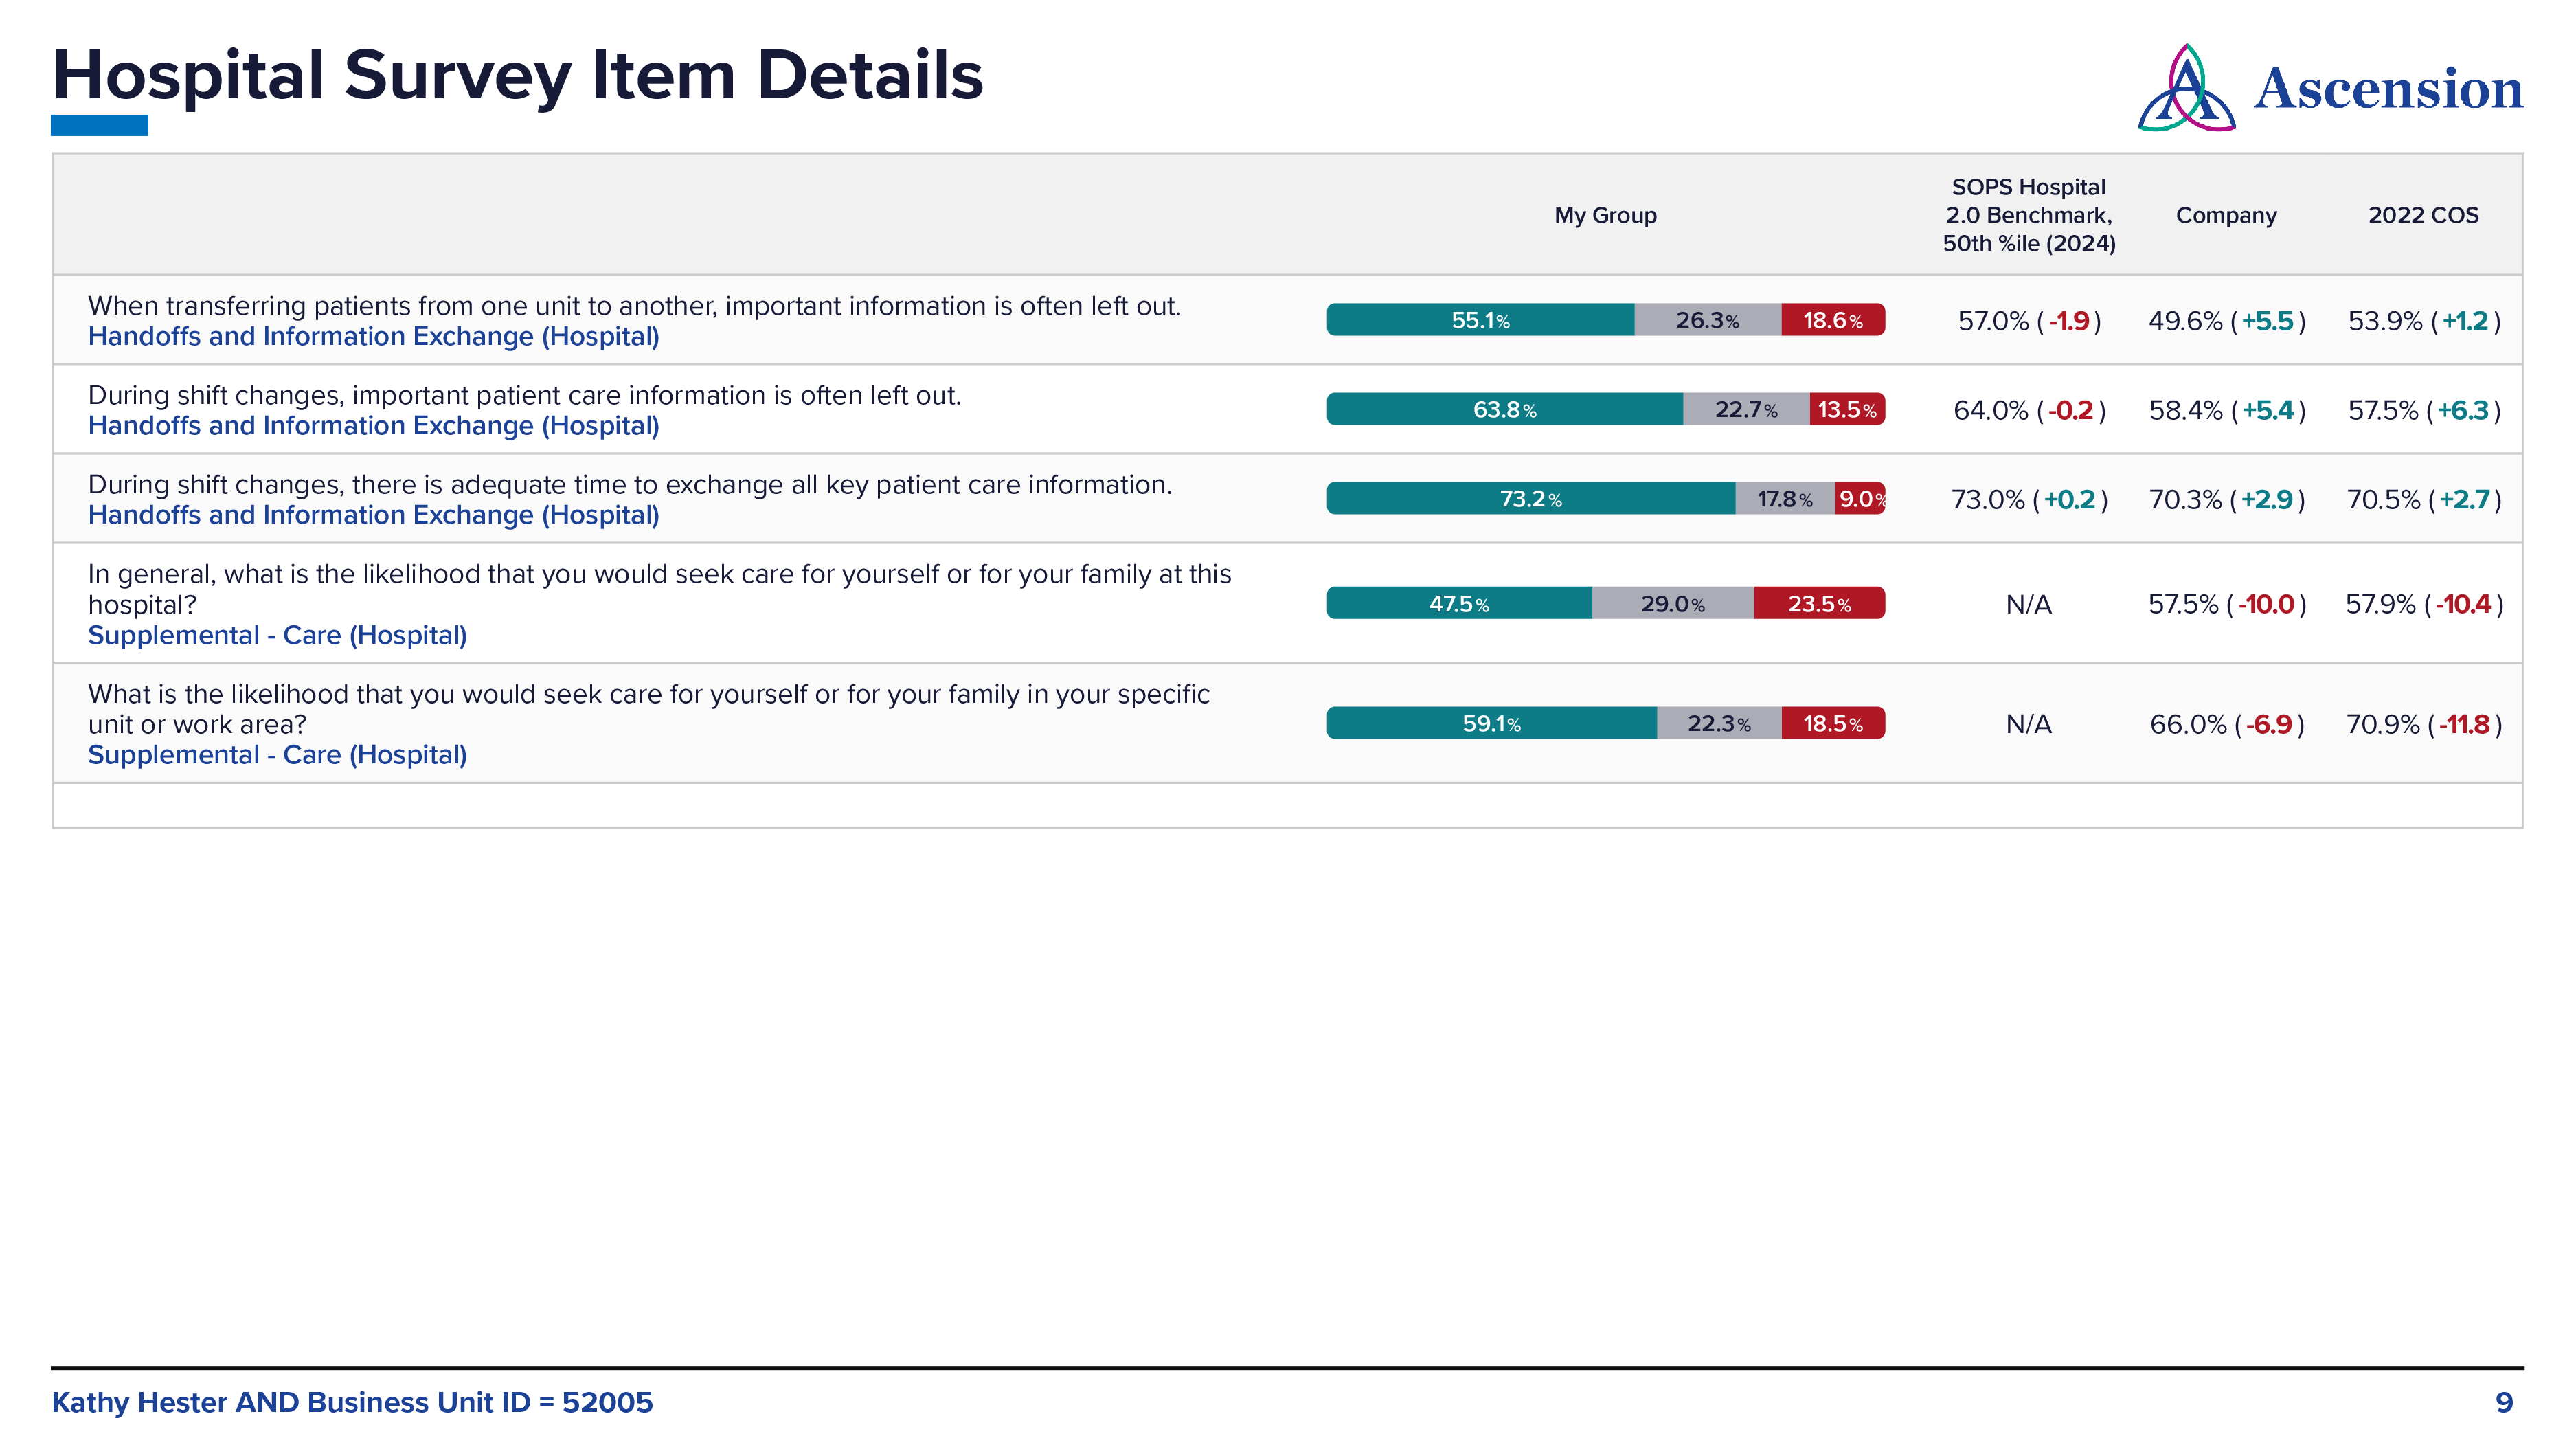 Hospital Survey Item Details
Ascension
My Group
SOPS Hospital
2.0 Benchmark,
50th %ile (2024)
Company
2022 COS
When transferring patients from one unit to another, important information is often left out.
Handoffs and Information Exchange (Hospital)
55.1% 26.3% 18.6% 57.0% ( -1.9 ) 49.6% ( +5.5 ) 53.9% ( +1.2 )
During shift changes, important patient care information is often left out.
Handoffs and Information Exchange (Hospital)
63.8% 22.7% 13.5% 64.0% ( -0.2 ) 58.4% ( +5.4 ) 57.5% ( +6.3 )
During shift changes, there is adequate time to exchange all key patient care information.
Handoffs and Information Exchange (Hospital)
73.2% 17.8% 9.0% 73.0% ( +0.2 ) 70.3% ( +2.9 ) 70.5% ( +2.7 )
In general, what is the likelihood that you would seek care for yourself or for your family at this
hospital?
Supplemental - Care (Hospital)
47.5% 29.0% 23.5% N/A 57.5% ( -10.0 ) 57.9% ( -10.4 )
What is the likelihood that you would seek care for yourself or for your family in your specific
unit or work area?
Supplemental - Care (Hospital)
59.1% 22.3% 18.5% N/A 66.0% ( -6.9 ) 70.9% ( -11.8 )
Kathy Hester AND Business Unit ID = 52005
9